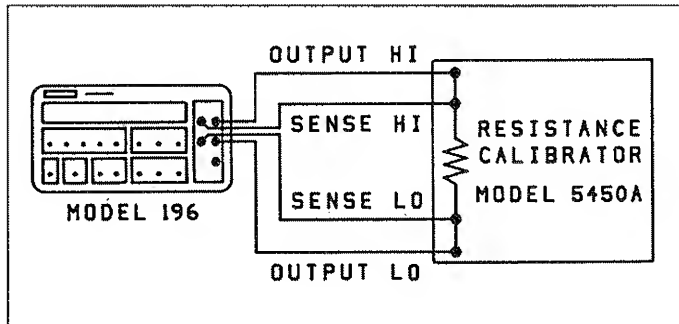 OUTPUT HI
SENSE HI
RESISTANCE
CALIBRATOR
MODEL 5450A
MODEL 196
SENSE LO
OUTPUT LO